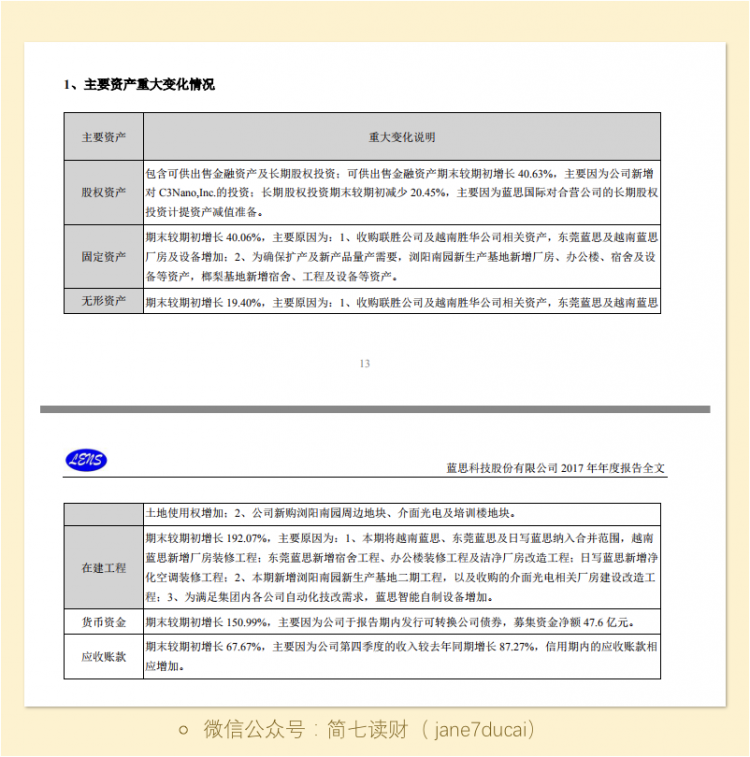 1、主要资产重大变化情况
主要资产
重大变化说明
股权资产
包含可供出售金融资产及长期股权投资；可供出售金融资产期末较期初增长 40.63%，主要因为公司新增
对 C3Nano,Inc.的投资；长期股权投资期末较期初减少 20.45%，主要因为蓝思国际对合营公司的长期股权
投资计提资产减值准备。
固定资产
期末较期初增长 40.06%，主要原因为：1、收购联胜公司及越南胜华公司相关资产，东莞蓝思及越南蓝思
厂房及设备增加；2、为确保扩产及新产品量产需要，浏阳南园新生产基地新增厂房、办公楼、宿舍及设
备等资产，榔梨基地新增宿舍、工程及设备等资产。
无形资产
期末较期初增长 19.40%，主要原因为：1、收购联胜公司及越南胜华公司相关资产，东莞蓝思及越南蓝思
13
LENS
蓝思科技股份有限公司 2017 年年度报告全文
土地使用权增加；2、公司新购浏阳南园周边地块、介面光电及培训楼地块。
在建工程
期末较期初增长 192.07%，主要原因为：1、本期将越南蓝思、东莞蓝思及日写蓝思纳入合并范围，越南
蓝思新增厂房装修工程；东莞蓝思新增宿舍工程、办公楼装修工程及洁净厂房改造工程；日写蓝思新增净
化空调装修工程；2、本期新增浏阳南园新生产基地二期工程，以及收购的介面光电相关厂房建设改造工
程；3、为满足集团内各公司自动化技改需求，蓝思智能自制设备增加。
货币资金
期末较期初增长 150.99%，主要因为公司于报告期内发行可转换公司债券，募集资金净额 47.6 亿元。
应收账款
期末较期初增长 67.67%，主要因为公司第四季度的收入较去年同期增长 87.27%，信用期内的应收账款相
应增加。
微信公众号：简七读财（jane7ducai）